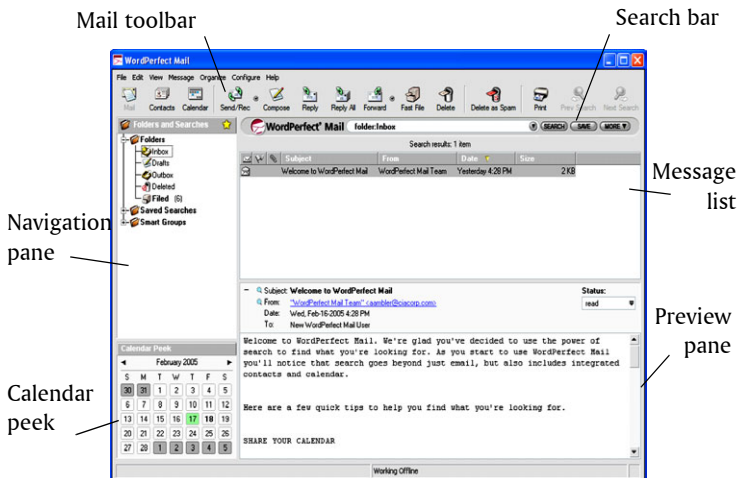 Mail toolbar
Search bar
WordPerfect Mail
File Edit View Message Organize Configure Help
Mail Contacts Calendar Send/Rec Compose Reply Reply All Forward Fast File Delete Delete as Spam Print Prev Search Next Search
Folders and Searches
WordPerfect® Mail folder:Inbox SEARCH SAVE MORE ▼
Folders
Inbox
Drafts
Outbox
Deleted
Filed (6)
Saved Searches
Smart Groups
Search results: 1 item
Subject From Date Size
Welcome to WordPerfect Mail WordPerfect Mail Team Yesterday 4:28 PM 2 KB
Message
list
Navigation
pane
Subject: Welcome to WordPerfect Mail
From: "WordPerfect Mail Team" <aambler@ciacorp.com>
Date: Wed, Feb-16-2005 4:28 PM
To: New WordPerfect Mail User
Status:
read
Preview
pane
Welcome to WordPerfect Mail. We're glad you've decided to use the power of
search to find what you're looking for. As you start to use WordPerfect Mail
you'll notice that search goes beyond just email, but also includes integrated
contacts and calendar.
Here are a few quick tips to help you find what you're looking for.
SHARE YOUR CALENDAR
Calendar Peek
February 2005
S M T W T F S
30 31 1 2 3 4 5
6 7 8 9 10 11 12
13 14 15 16 17 18 19
20 21 22 23 24 25 26
27 28 1 2 3 4 5
Calendar
peek
Working Offline